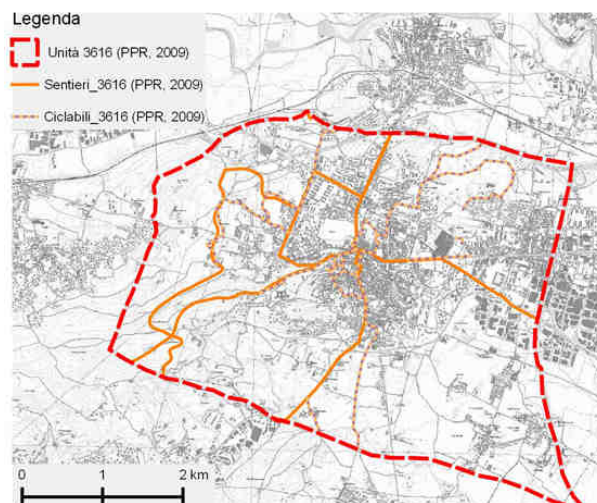 Legenda
Unità 3616 (PPR, 2009)
Sentieri_3616 (PPR, 2009)
Ciclabili_3616 (PPR, 2009)
0 1 2 km